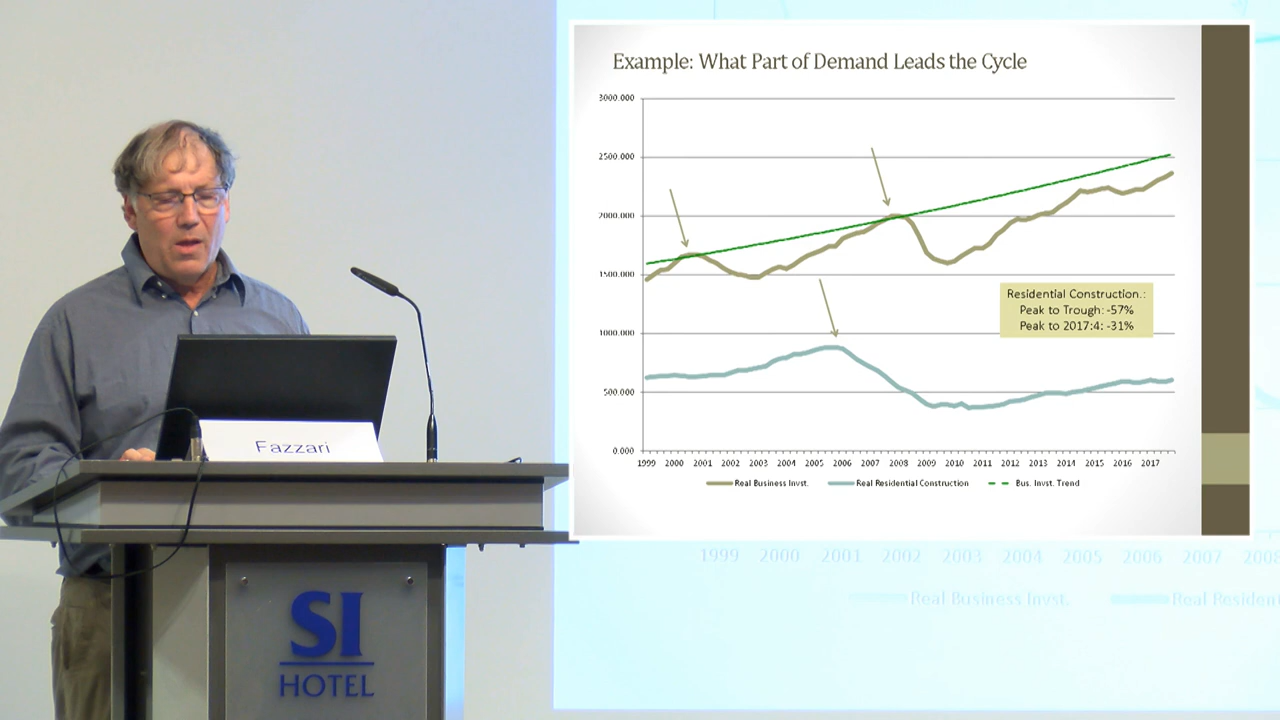 Example: What Part of Demand Leads the Cycle
3000.000
2500.000
2000.000
1500.000
1000.000
500.000
0.000
Residential Construction.:
Peak to Trough: -57%
Peak to 2017:4: -31%
1999 2000 2001 2002 2003 2004 2005 2006 2007 2008 2009 2010 2011 2012 2013 2014 2015 2016 2017
Real Business Invst. Real Residential Construction Bus. Invst. Trend
1999 2000 2001 2002 2003 2004 2005 2006 2007 2008
Real Business Invst. Real Residen
Fazzari
SI
HOTEL